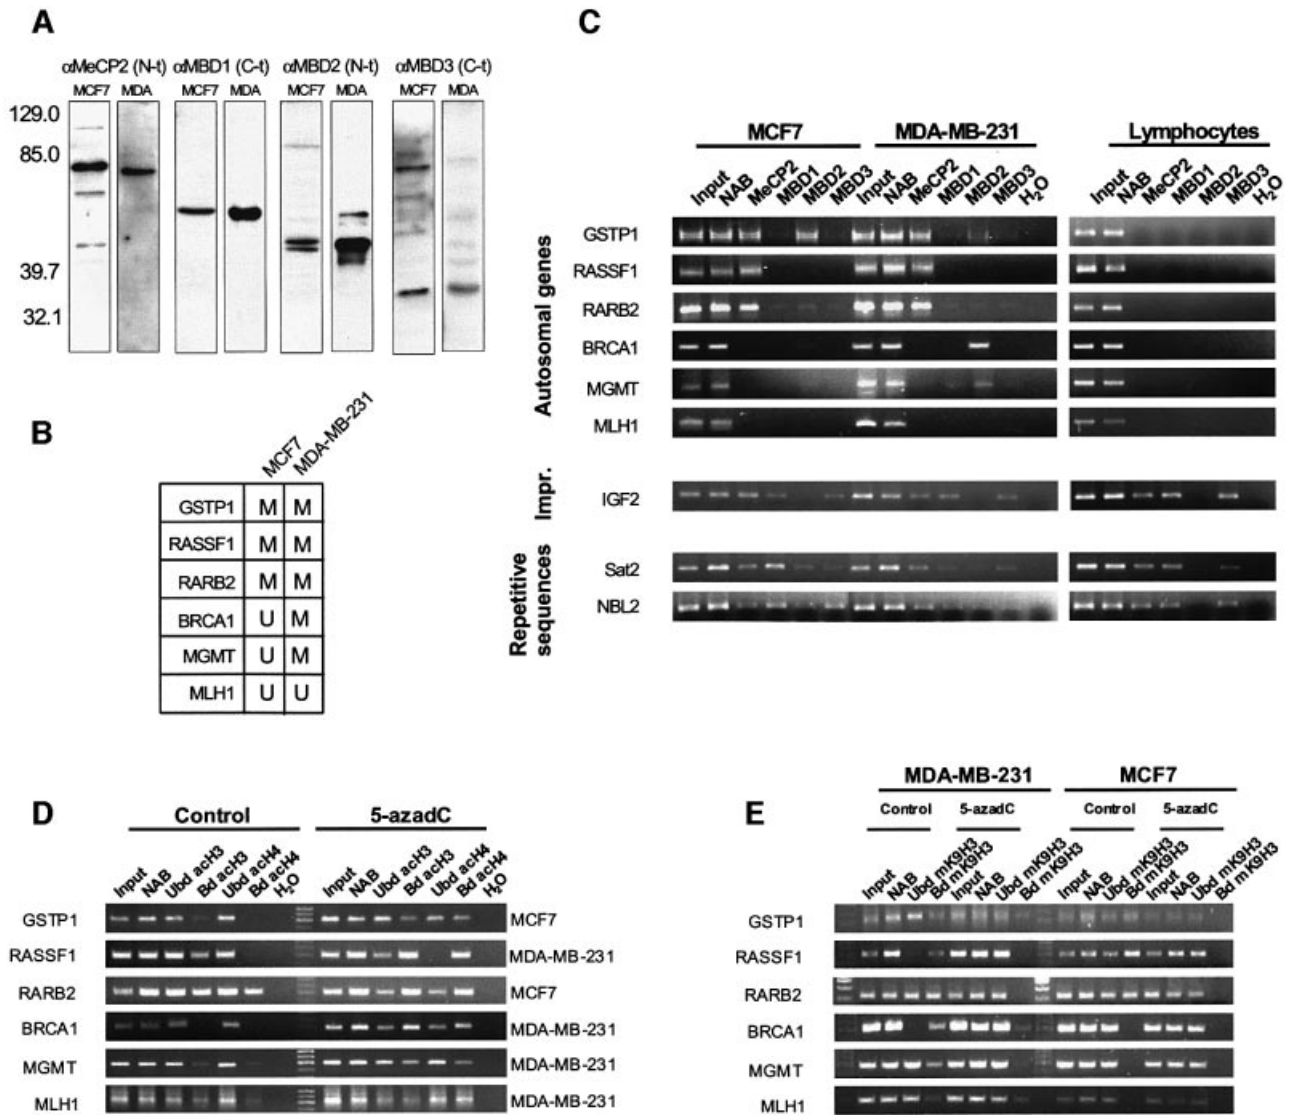 A
αMeCP2 (N-t) αMBD1 (C-t) αMBD2 (N-t) αMBD3 (C-t)
MCF7 MDA MCF7 MDA MCF7 MDA MCF7 MDA
129.0
85.0
39.7
32.1
B
MCF7 MDA-MB-231
GSTP1 M M
RASSF1 M M
RARB2 M M
BRCA1 U M
MGMT U M
MLH1 U U
C
MCF7 MDA-MB-231 Lymphocytes
Input NAB MeCP2 MBD1 MBD2 MBD3 Input NAB MeCP2 MBD1 MBD2 MBD3 H2O Input NAB MeCP2 MBD1 MBD2 MBD3 H2O
Autosomal genes
GSTP1
RASSF1
RARB2
BRCA1
MGMT
MLH1
Impr.
IGF2
Repetitive
sequences
Sat2
NBL2
D
Control 5-azadC
Input NAB Ubd acH3 Bd acH3 Ubd acH4 Bd acH4 H2O Input NAB Ubd acH3 Bd acH3 Ubd acH4 Bd acH4 H2O
GSTP1 MCF7
RASSF1 MDA-MB-231
RARB2 MCF7
BRCA1 MDA-MB-231
MGMT MDA-MB-231
MLH1 MDA-MB-231
E
MDA-MB-231 MCF7
Control 5-azadC Control 5-azadC
Input NAB Ubd mK9H3 Bd mK9H3 Input NAB Ubd mK9H3 Bd mK9H3 Input NAB Ubd mK9H3 Bd mK9H3 Input NAB Ubd mK9H3 Bd mK9H3
GSTP1
RASSF1
RARB2
BRCA1
MGMT
MLH1